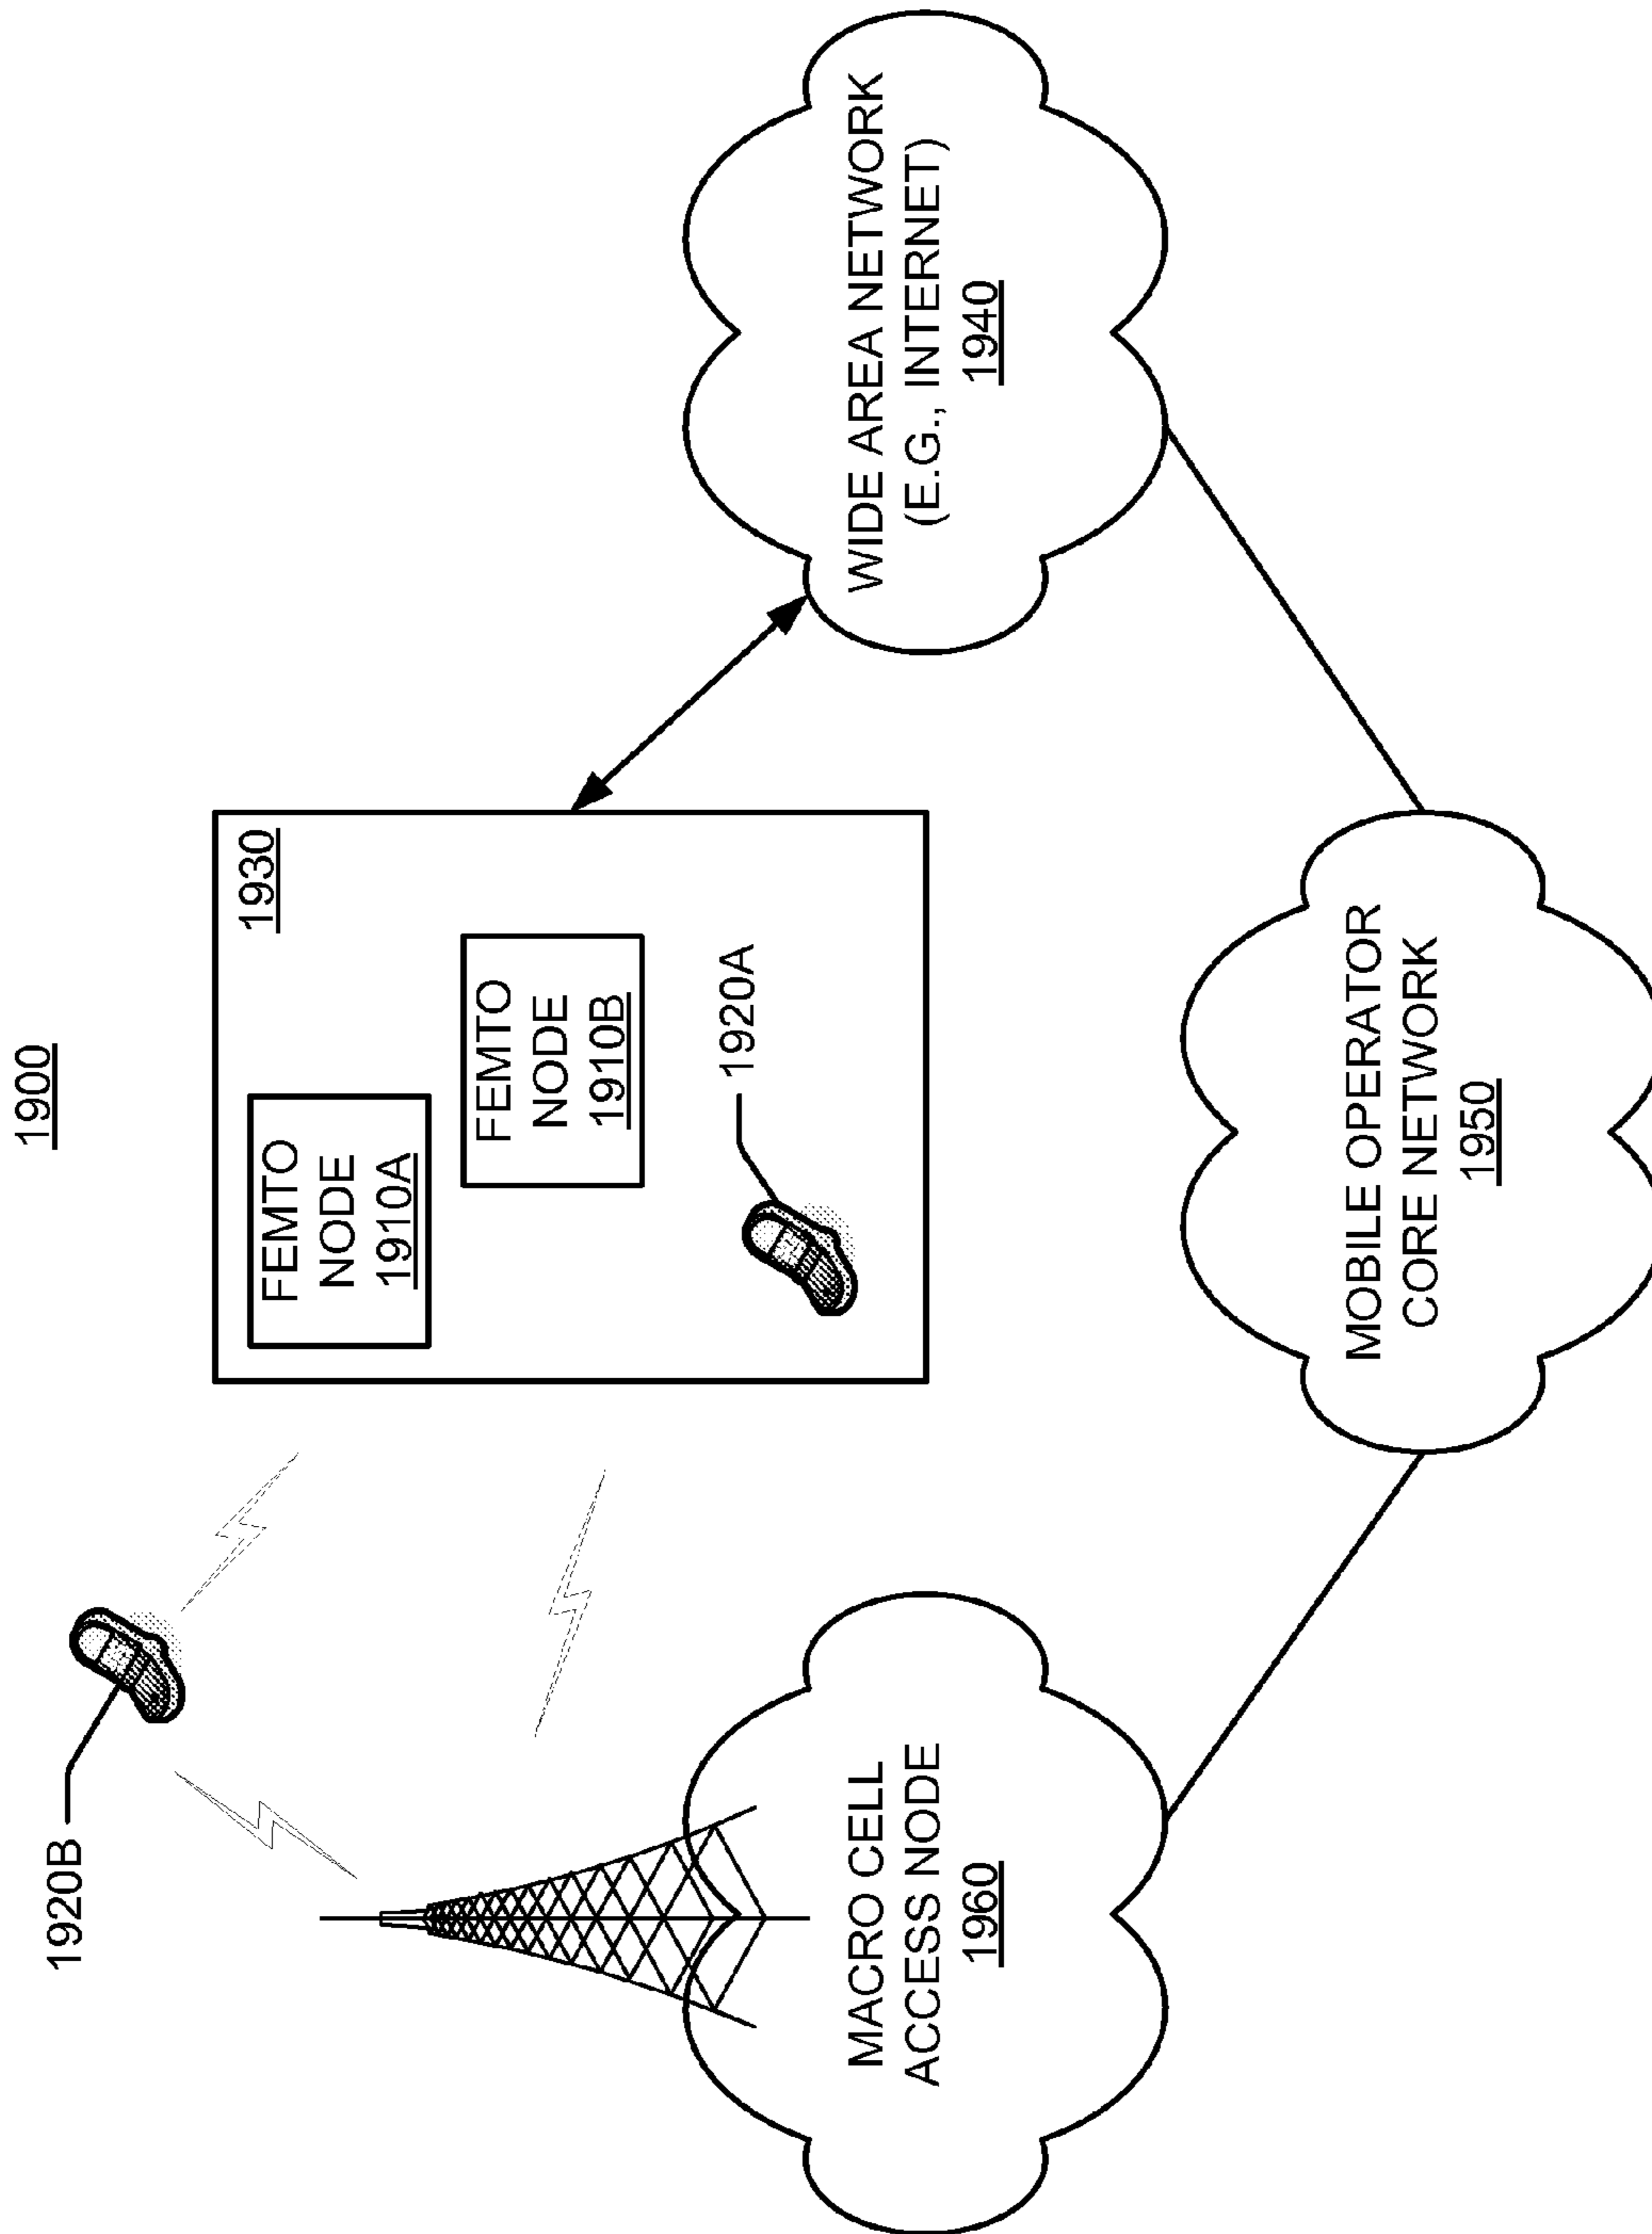 1900
1920B
FEMTO
NODE
1910A
1930
FEMTO
NODE
1910B
1920A
MACRO CELL
ACCESS NODE
1960
WIDE AREA NETWORK
(E.G., INTERNET)
1940
MOBILE OPERATOR
CORE NETWORK
1950